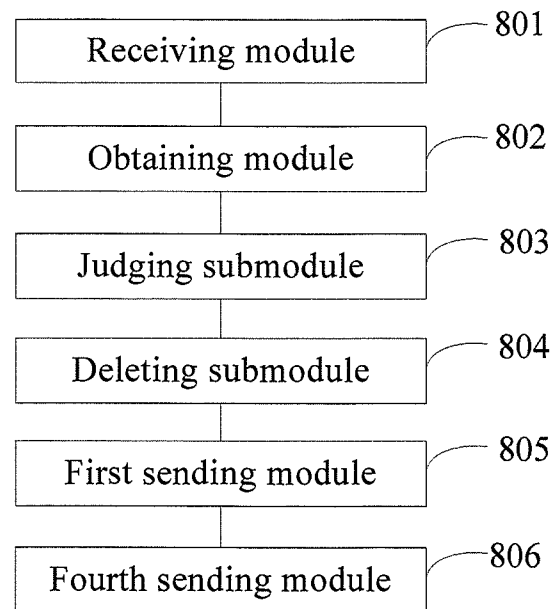 Receiving module
801
Obtaining module
802
Judging submodule
803
Deleting submodule
804
First sending module
805
Fourth sending module
806